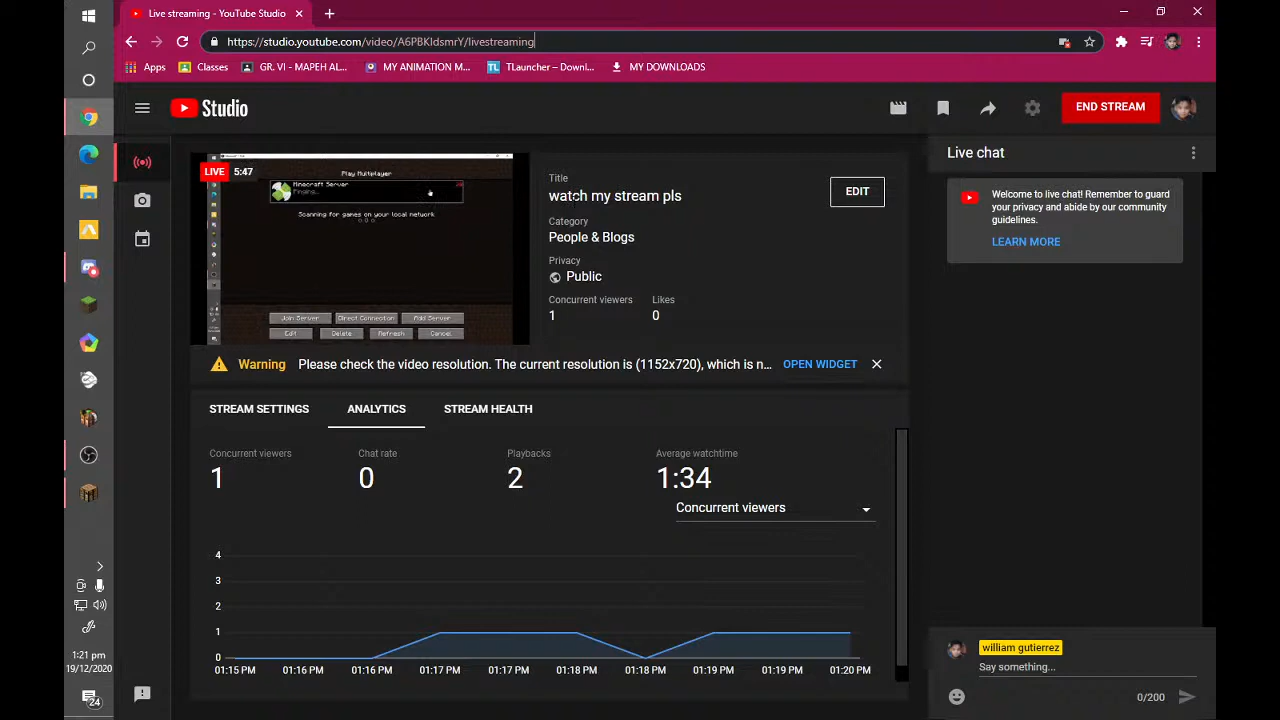 Live streaming - YouTube Studio
https://studio.youtube.com/video/A6PBKIdsmrY/livestreaming
Apps
Classes
GR. VI - MAPEH AL...
MY ANIMATION M...
TLauncher – Downl...
MY DOWNLOADS
Studio
END STREAM
LIVE 5:47
Play Multiplayer
Minecraft Server
Pinging...
Scanning for games on your local network
Join Server
Direct Connection
Add Server
Edit
Delete
Refresh
Cancel
Title
watch my stream pls
EDIT
Category
People & Blogs
Privacy
Public
Concurrent viewers
Likes
1
0
Live chat
Welcome to live chat! Remember to guard
your privacy and abide by our community
guidelines.
LEARN MORE
Warning Please check the video resolution. The current resolution is (1152x720), which is n...
OPEN WIDGET
STREAM SETTINGS
ANALYTICS
STREAM HEALTH
Concurrent viewers
Chat rate
Playbacks
Average watchtime
1
0
2
1:34
Concurrent viewers
4
3
2
1
0
01:15 PM
01:16 PM
01:16 PM
01:17 PM
01:17 PM
01:18 PM
01:18 PM
01:19 PM
01:19 PM
01:20 PM
william gutierrez
Say something...
0/200
1:21 pm
19/12/2020
24